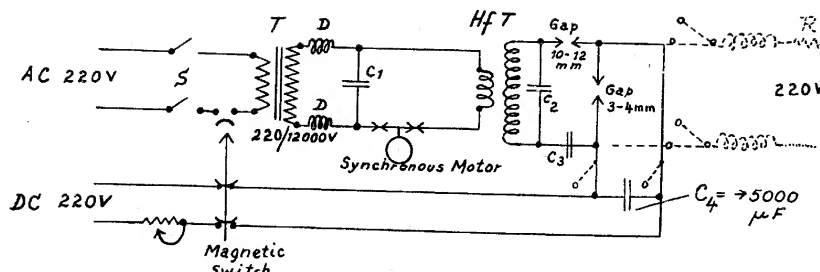 AC 220V
S
T
D
D
220/12000V
C1
Synchronous Motor
Hf T
Gap
10-12
mm
C2
C3
Gap
3-4mm
R
220V
DC 220V
Magnetic
Switch
C4 = →5000
μF